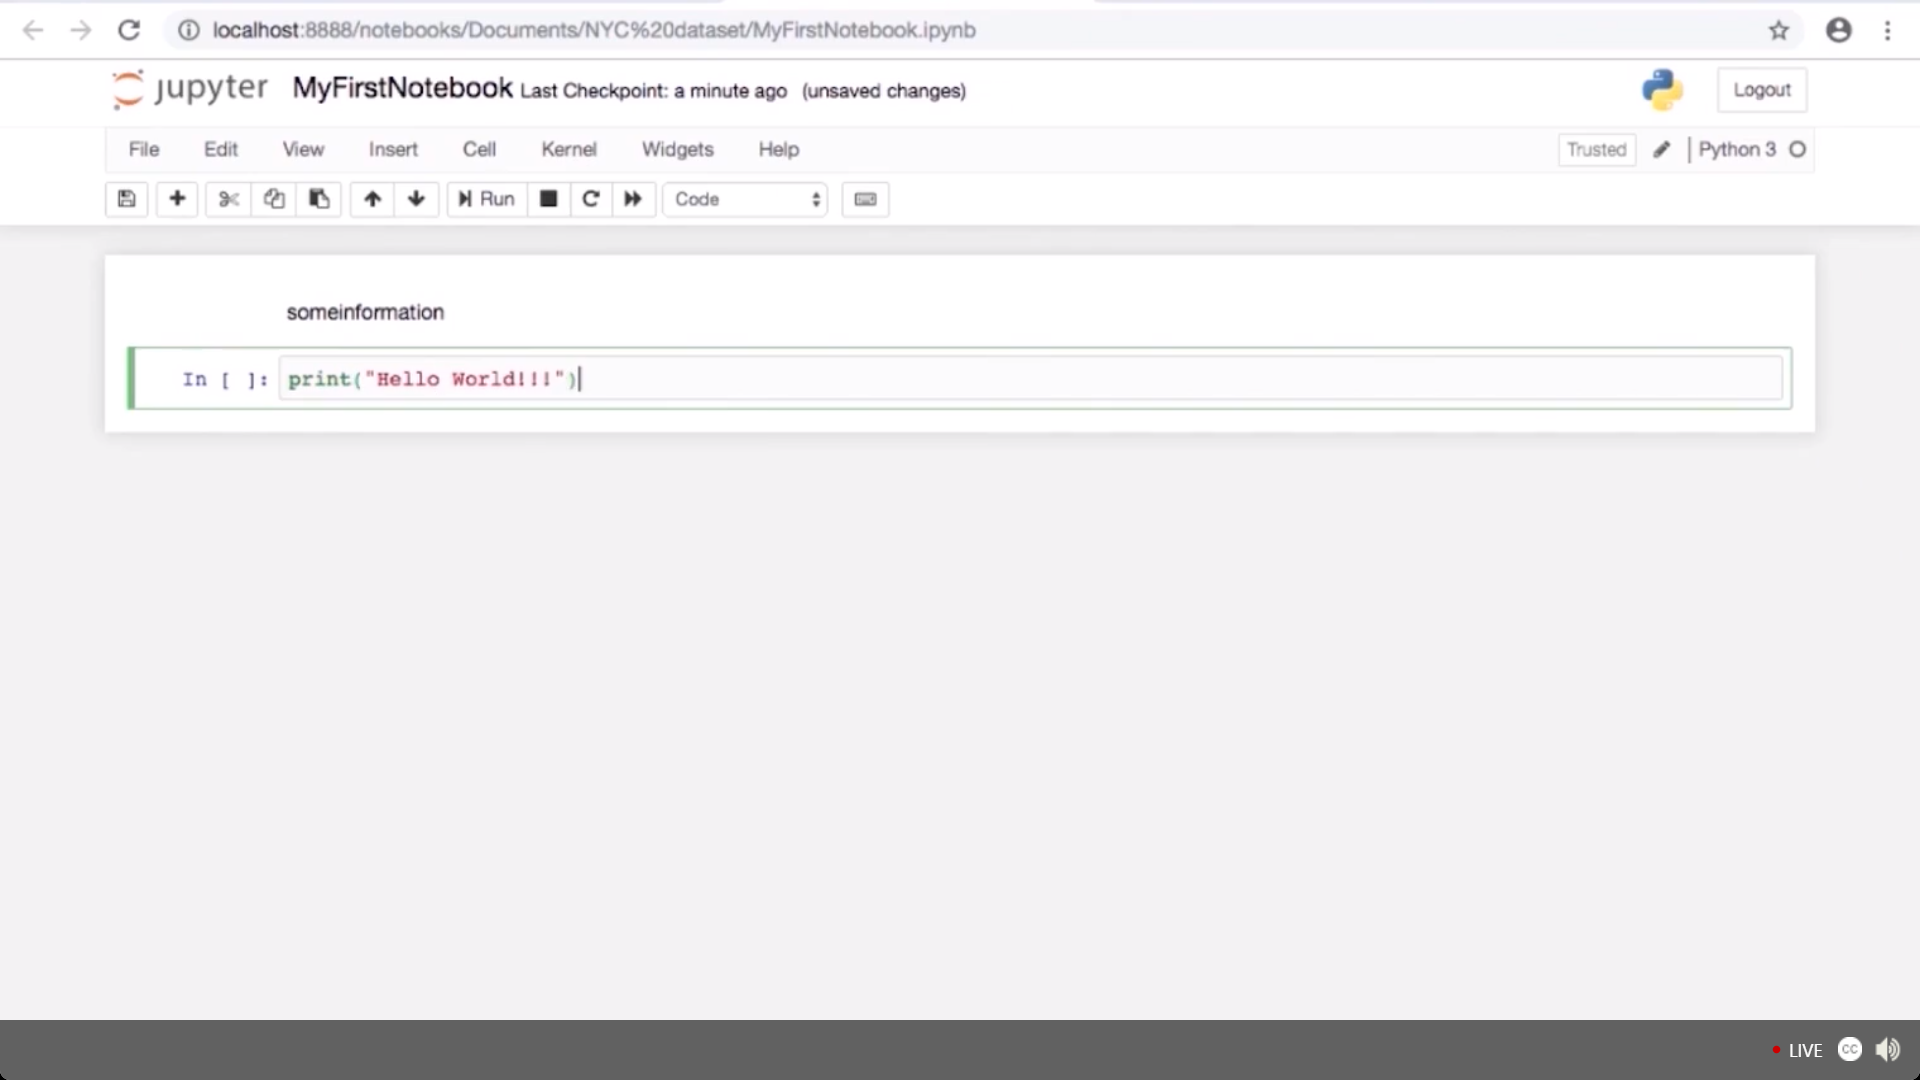 localhost:8888/notebooks/Documents/NYC%20dataset/MyFirstNotebook.ipynb
jupyter MyFirstNotebook Last Checkpoint: a minute ago (unsaved changes) Logout
File Edit View Insert Cell Kernel Widgets Help Trusted Python 3
Run Code
someinformation
In [ ]: print("Hello World!!!")
LIVE CC